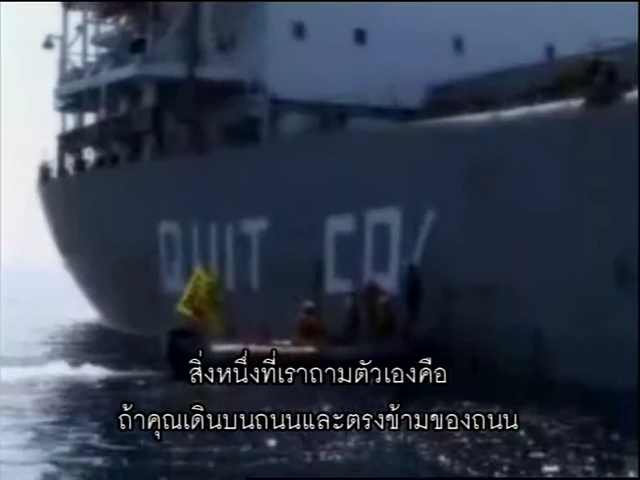 QUIT CO
สิ่งหนึ่งที่เราถามตัวเองคือ
ถ้าคุณเดินบนถนนและตรงข้ามของถนน